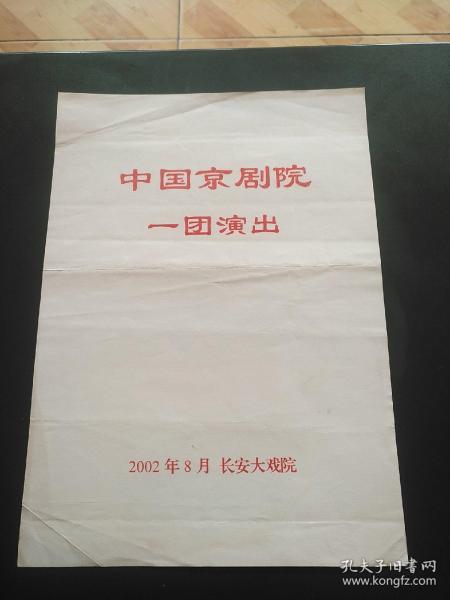 中国京剧院
一团演出
2002年8月 长安大戏院
孔夫子旧书网
www.kongfz.com